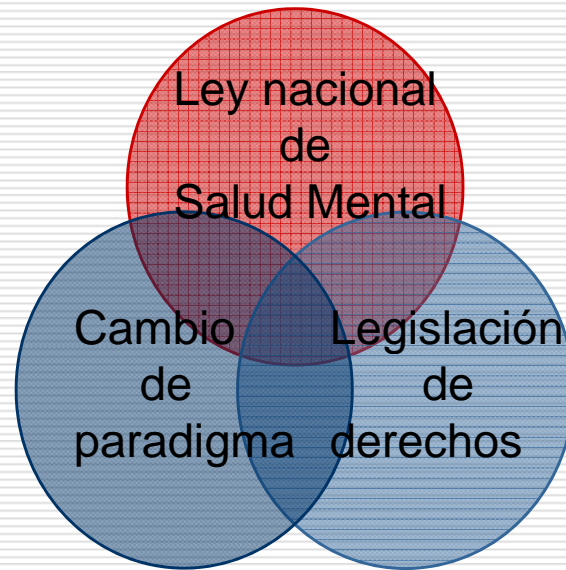 Ley nacional
de
Salud Mental
Cambio
de
paradigma
Legislación
de
derechos